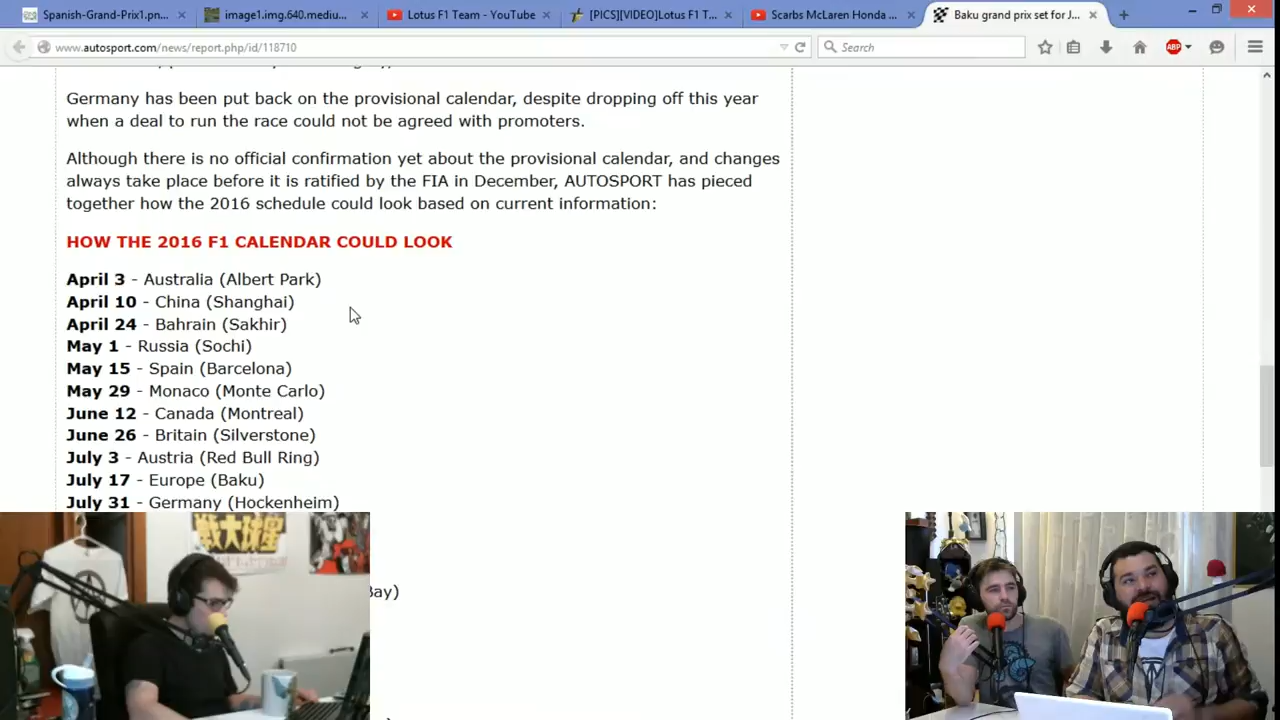 Spanish-Grand-Prix1.pn...
image1.img.640.mediu...
Lotus F1 Team - YouTube
[PICS][VIDEO]Lotus F1 T...
Scarbs McLaren Honda ...
Baku grand prix set for J...
www.autosport.com/news/report.php/id/118710
Search
ABP
Germany has been put back on the provisional calendar, despite dropping off this year
when a deal to run the race could not be agreed with promoters.
Although there is no official confirmation yet about the provisional calendar, and changes
always take place before it is ratified by the FIA in December, AUTOSPORT has pieced
together how the 2016 schedule could look based on current information:
HOW THE 2016 F1 CALENDAR COULD LOOK
April 3 - Australia (Albert Park)
April 10 - China (Shanghai)
April 24 - Bahrain (Sakhir)
May 1 - Russia (Sochi)
May 15 - Spain (Barcelona)
May 29 - Monaco (Monte Carlo)
June 12 - Canada (Montreal)
June 26 - Britain (Silverstone)
July 3 - Austria (Red Bull Ring)
July 17 - Europe (Baku)
July 31 - Germany (Hockenheim)
Bay)